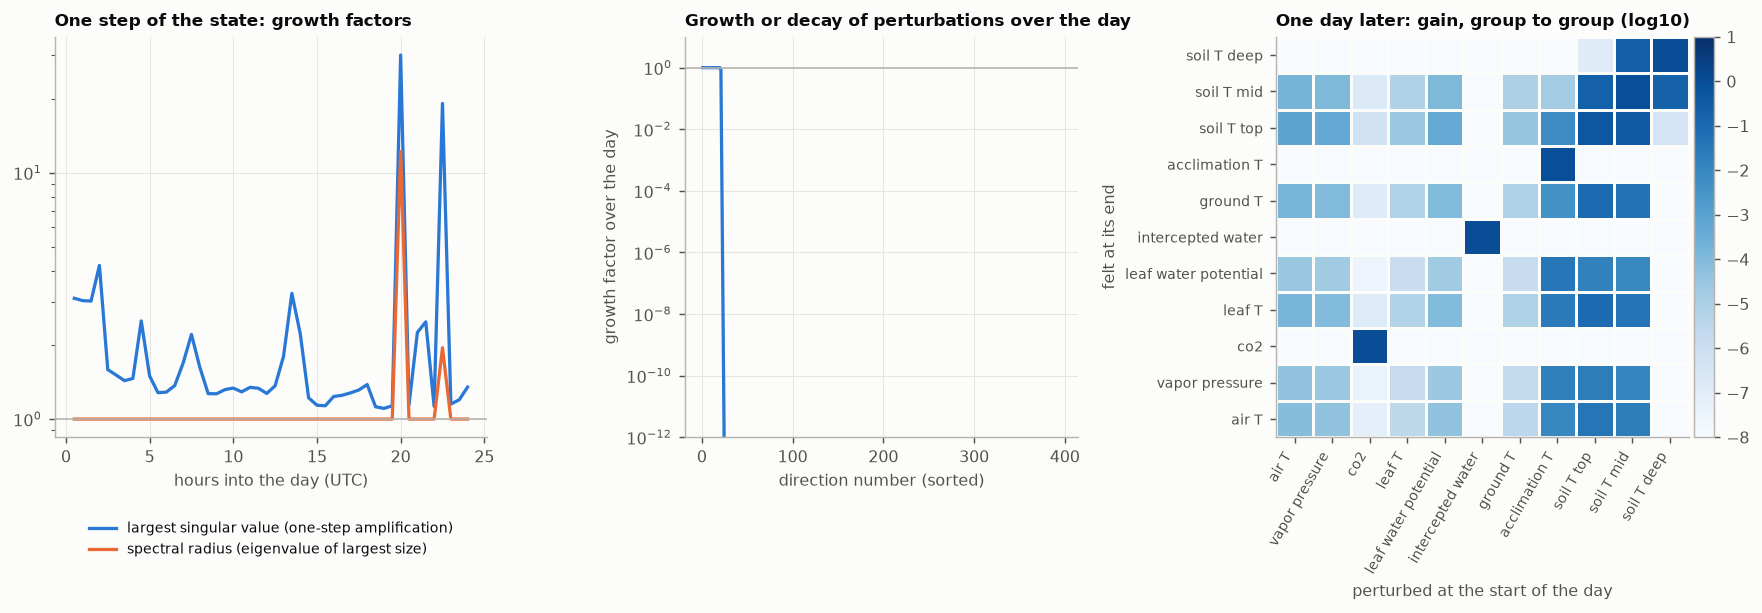 One step of the state: growth factors
10¹
10⁰
0 5 10 15 20 25
hours into the day (UTC)
largest singular value (one-step amplification)
spectral radius (eigenvalue of largest size)
Growth or decay of perturbations over the day
growth factor over the day
10⁰
10⁻²
10⁻⁴
10⁻⁶
10⁻⁸
10⁻¹⁰
10⁻¹²
0 100 200 300 400
direction number (sorted)
One day later: gain, group to group (log10)
felt at its end
soil T deep
soil T mid
soil T top
acclimation T
ground T
intercepted water
leaf water potential
leaf T
co2
vapor pressure
air T
air T
vapor pressure
co2
leaf T
leaf water potential
intercepted water
ground T
acclimation T
soil T top
soil T mid
soil T deep
perturbed at the start of the day
1
0
−1
−2
−3
−4
−5
−6
−7
−8